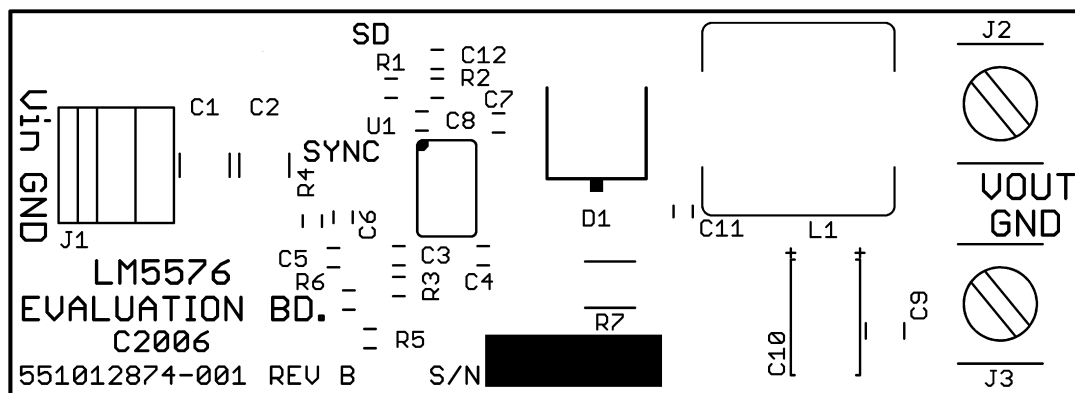 SD
J2
R1
C12
R2
C1
C2
C7
U1
C8
Vin GND
SYNC
R4
VOUT
GND
C6
D1
C11
L1
J1
C5
C3
C4
LM5576
R6
R3
EVALUATION BD.
C9
R7
C2006
R5
C10
551012874-001 REV B
S/N
J3